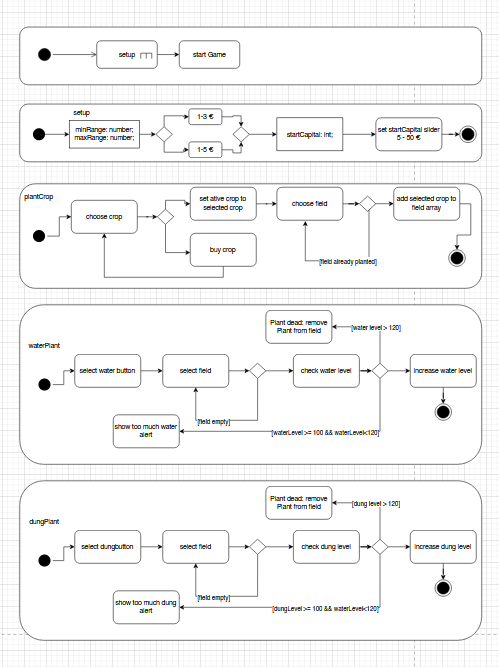 setup
start Game
setup
minRange: number;
maxRange: number;
1-3 €
1-5 €
startCapital: int;
set startCapital slider
5 - 50 €
plantCrop
choose crop
set ative crop to
selected crop
buy crop
choose field
[field already planted]
add selected crop to
field array
waterPlant
select water button
select field
[field empty]
show too much water
alert
Plant dead: remove
Plant from field
[water level > 120]
check water level
[waterLevel >= 100 && waterLevel<120]
increase water level
dungPlant
select dungbutton
select field
[field empty]
show too much dung
alert
Plant dead: remove
Plant from field
[dung level > 120]
check dung level
[dungLevel >= 100 && waterLevel<120]
increase dung level